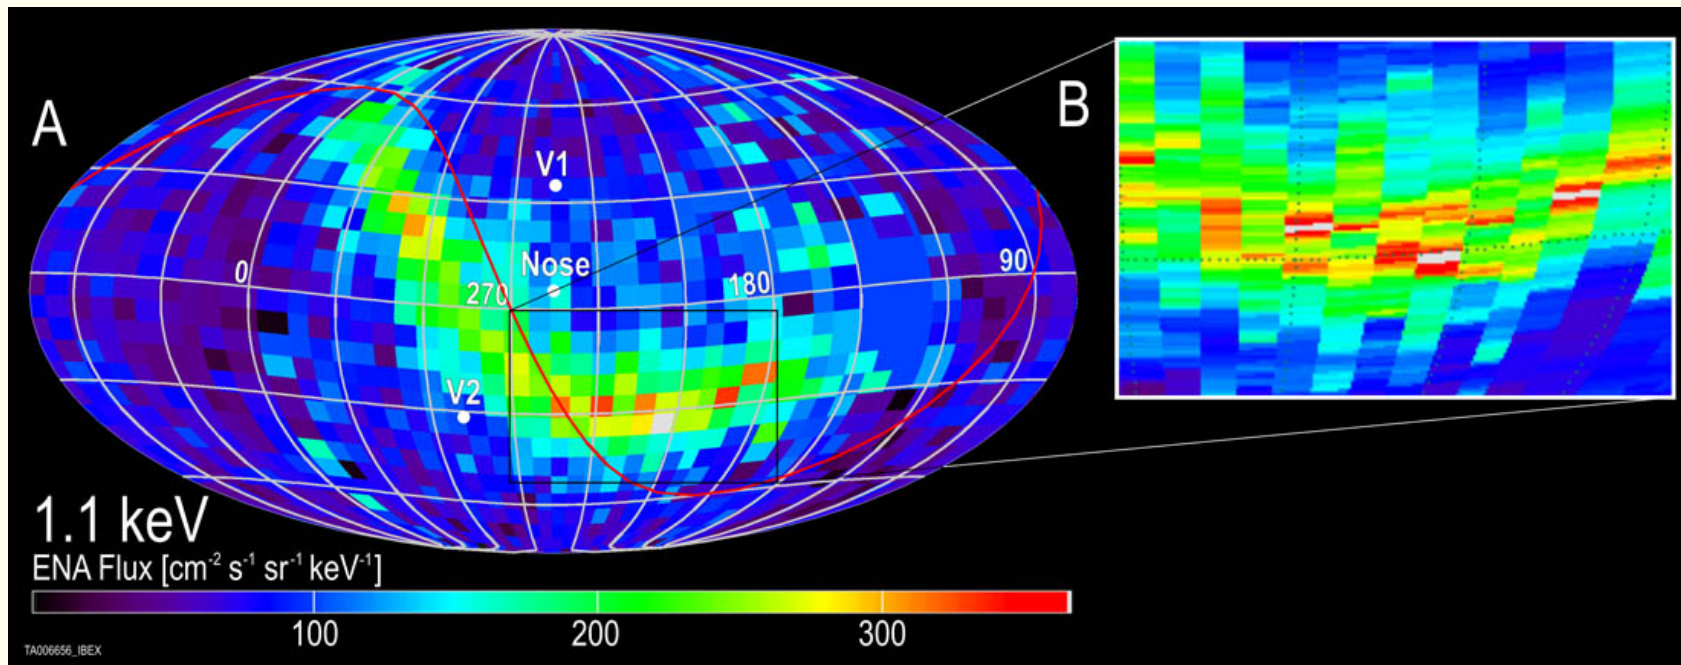 A
B
V1
Nose
0
270
180
90
V2
1.1 keV
ENA Flux [cm⁻² s⁻¹ sr⁻¹ keV⁻¹]
100 200 300
TA006656_IBEX